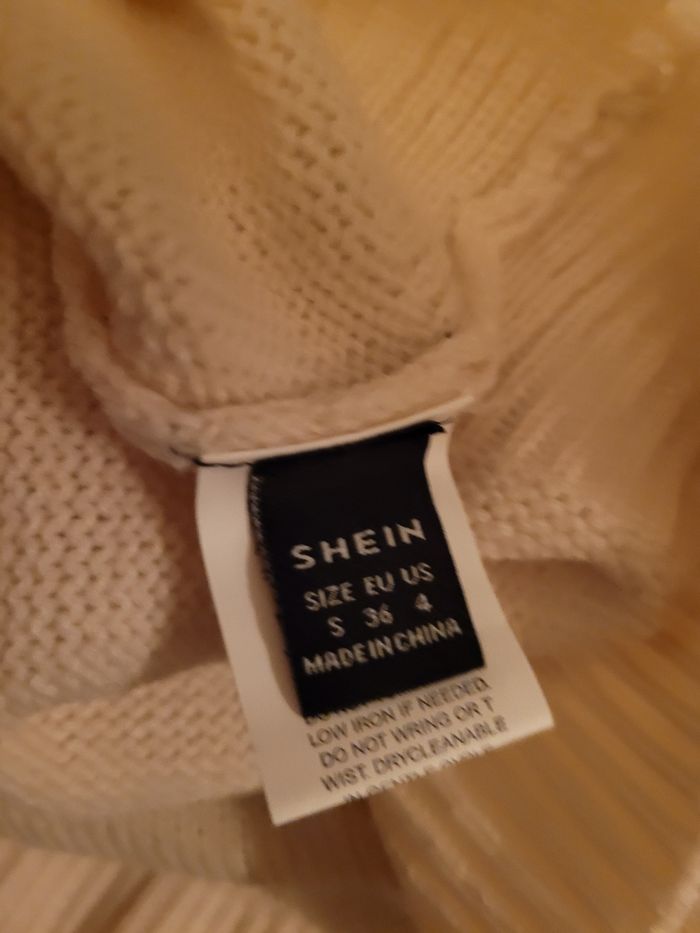 SHEIN
SIZE EU US
S 36 4
MADE IN CHINA
LOW IRON IF NEEDED.
DO NOT WRING OR T
WIST. DRYCLEANABLE